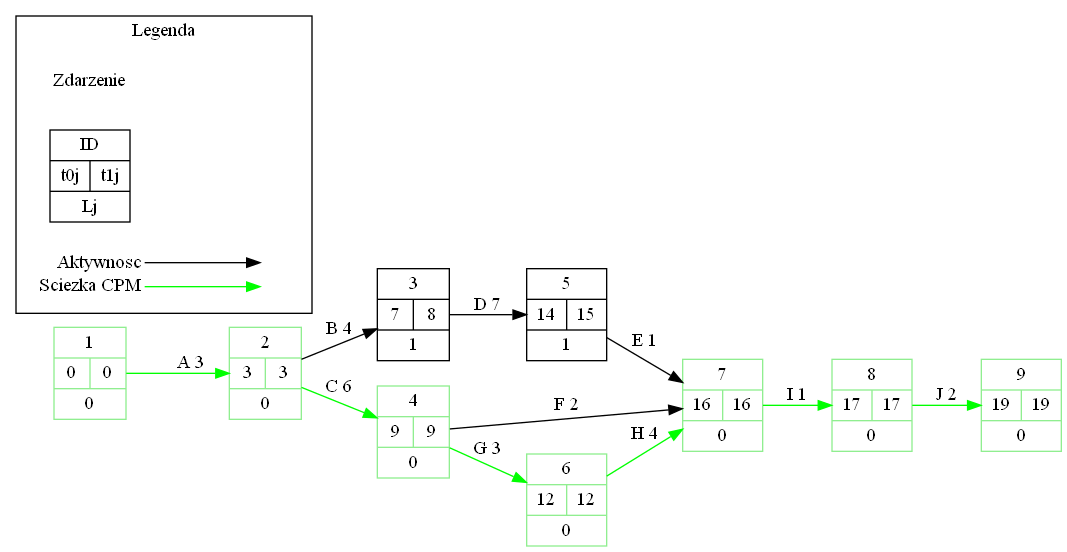 Legenda
Zdarzenie
ID
t0j t1j
Lj
Aktywnosc
Sciezka CPM
1
0 0
0
A 3
2
3 3
0
B 4
C 6
3
7 8
1
D 7
5
14 15
1
E 1
4
9 9
0
F 2
G 3
6
12 12
0
H 4
7
16 16
0
I 1
8
17 17
0
J 2
9
19 19
0